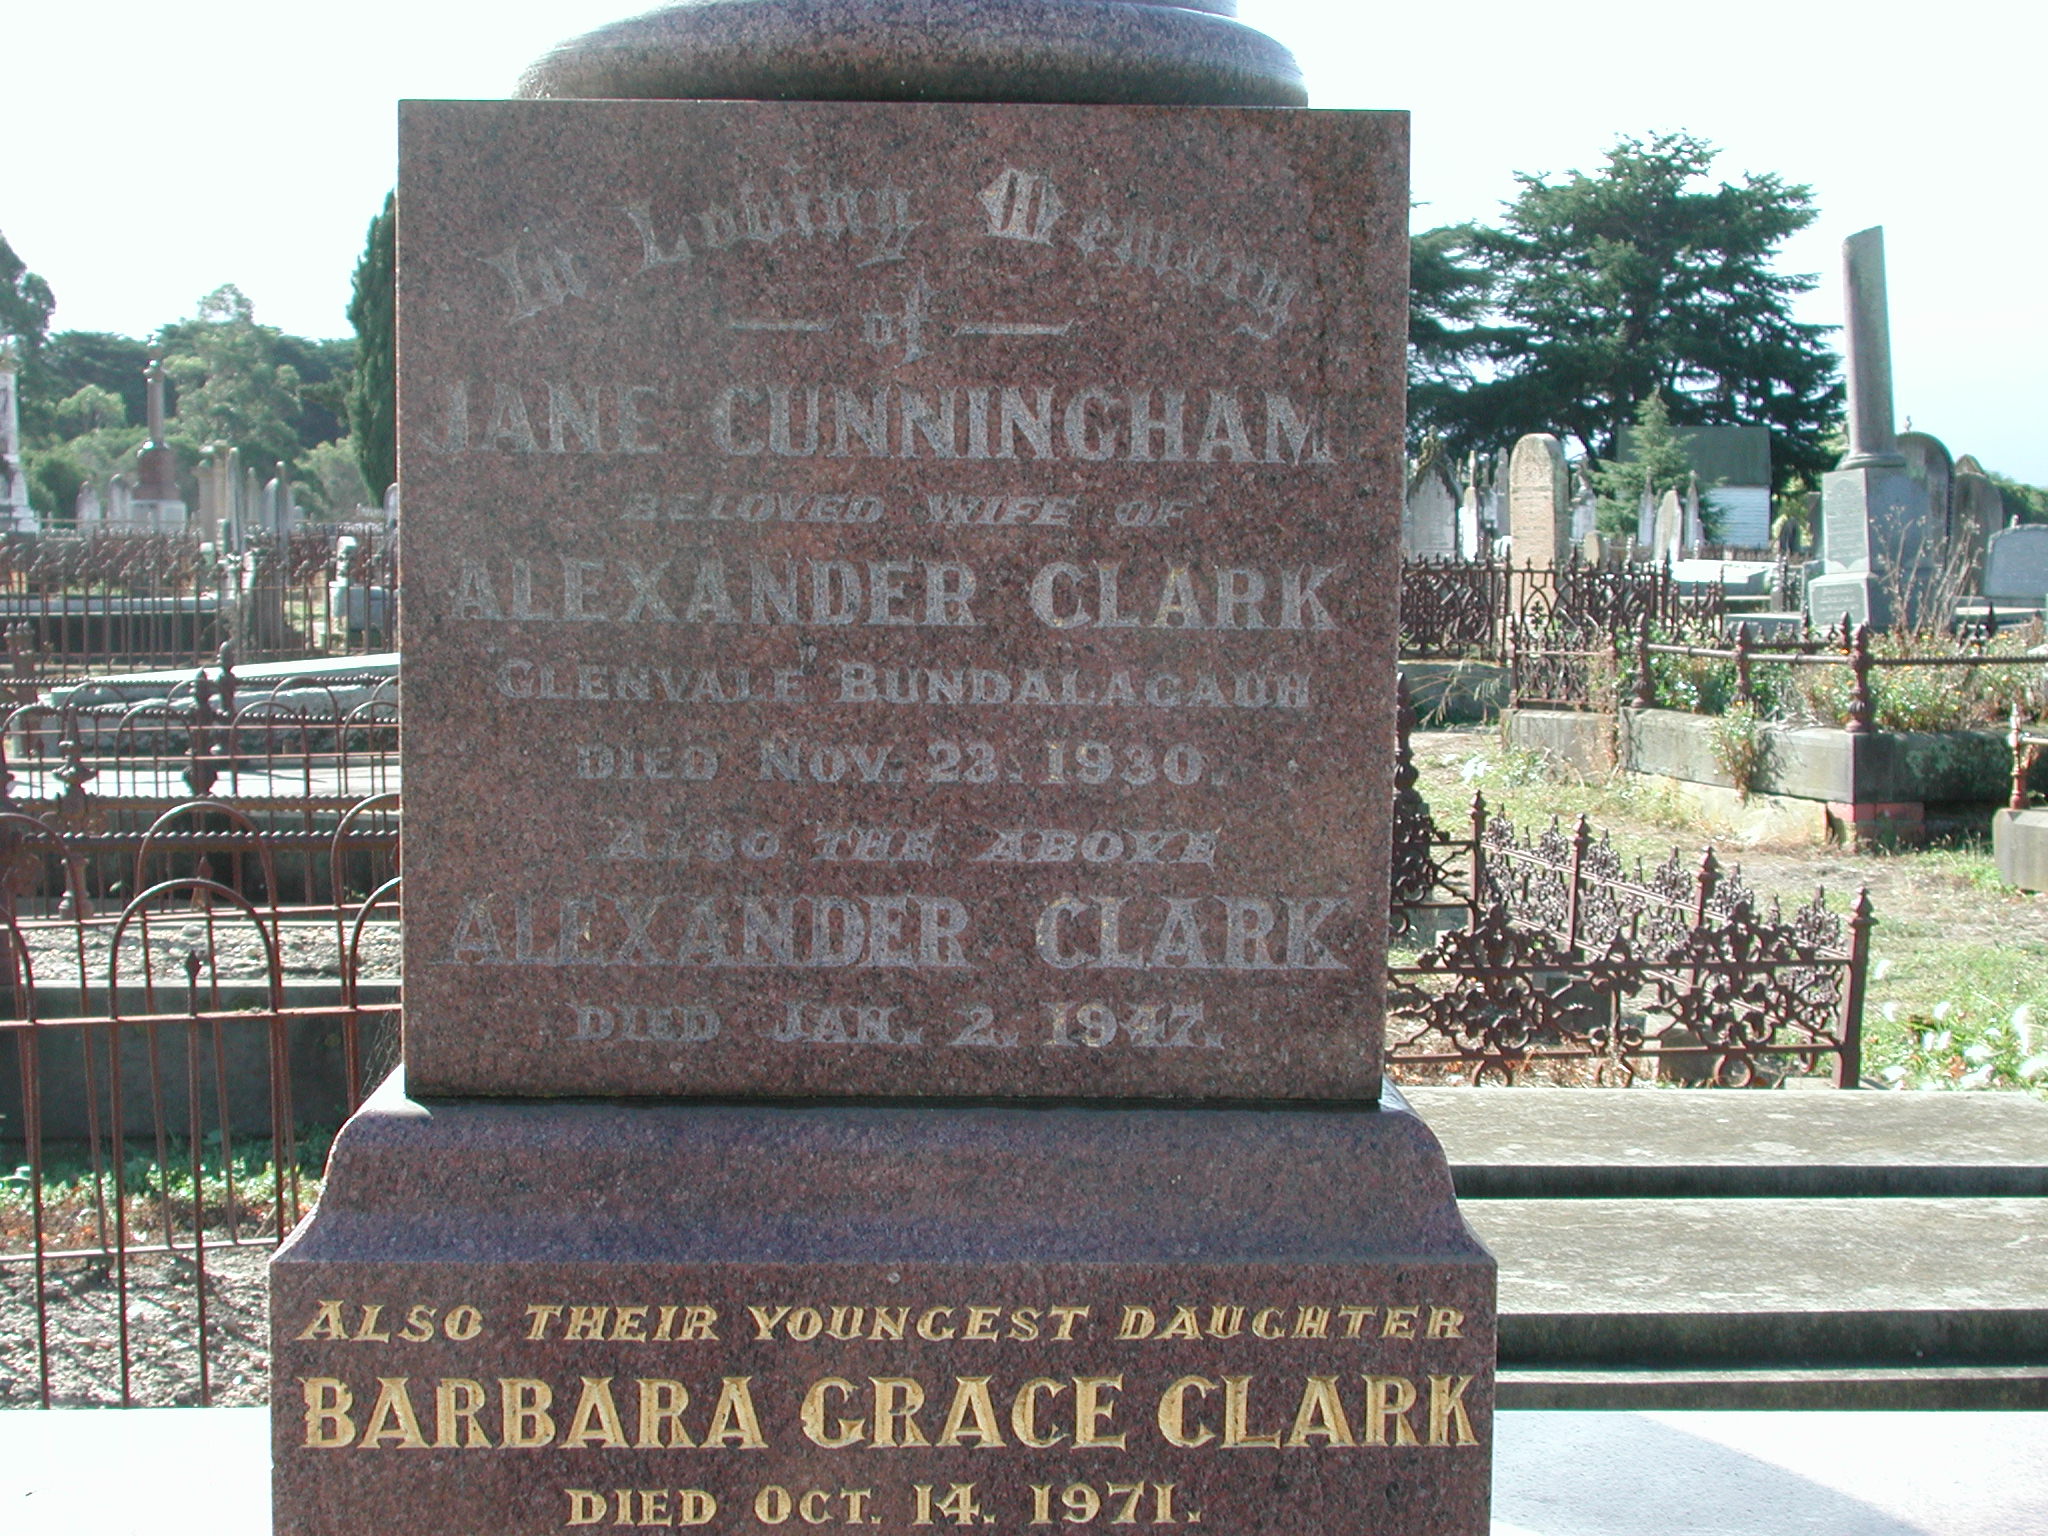 In Loving Memory
of
JANE CUNNINGHAM
BELOVED WIFE OF
ALEXANDER CLARK
"GLENVALE" BUNDALAGAUH
DIED NOV. 23. 1930.
ALSO THE ABOVE
ALEXANDER CLARK
DIED JAN. 2. 1947.
ALSO THEIR YOUNGEST DAUGHTER
BARBARA GRACE CLARK
DIED OCT. 14. 1971.